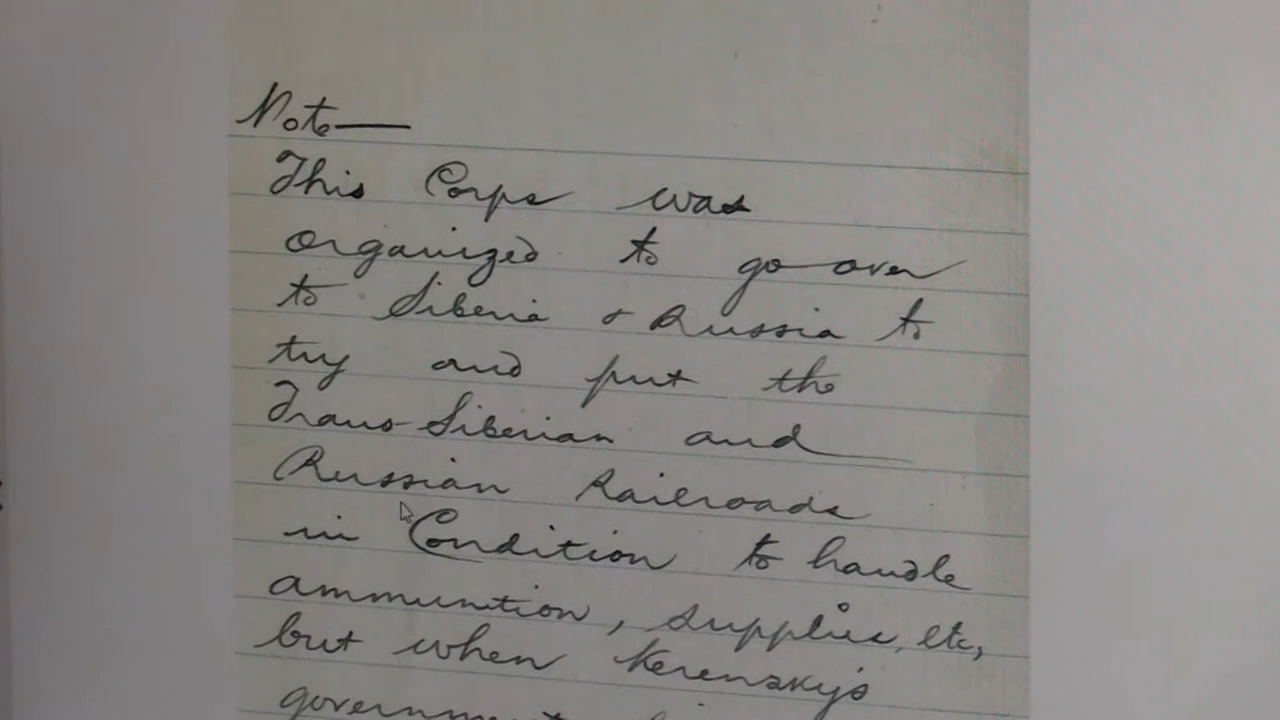 Note—
This Corps was
organized to go over
to Siberia & Russia to
try and put the
Trans-Siberian and
Russian Railroads
in Condition to handle
ammunition, supplies, etc,
but when Kerensky's
government